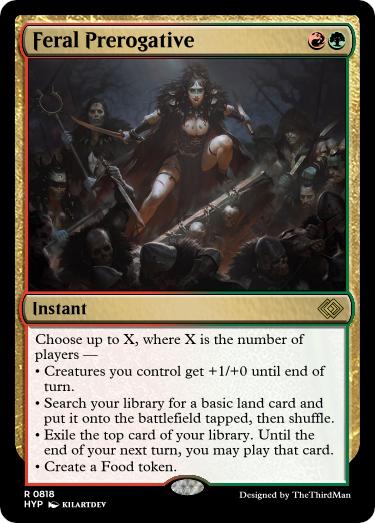 Feral Prerogative
Instant
Choose up to X, where X is the number of
players —
• Creatures you control get +1/+0 until end of
turn.
• Search your library for a basic land card and
put it onto the battlefield tapped, then shuffle.
• Exile the top card of your library. Until the
end of your next turn, you may play that card.
• Create a Food token.
R 0818
HYP KILARTDEV
Designed by TheThirdMan